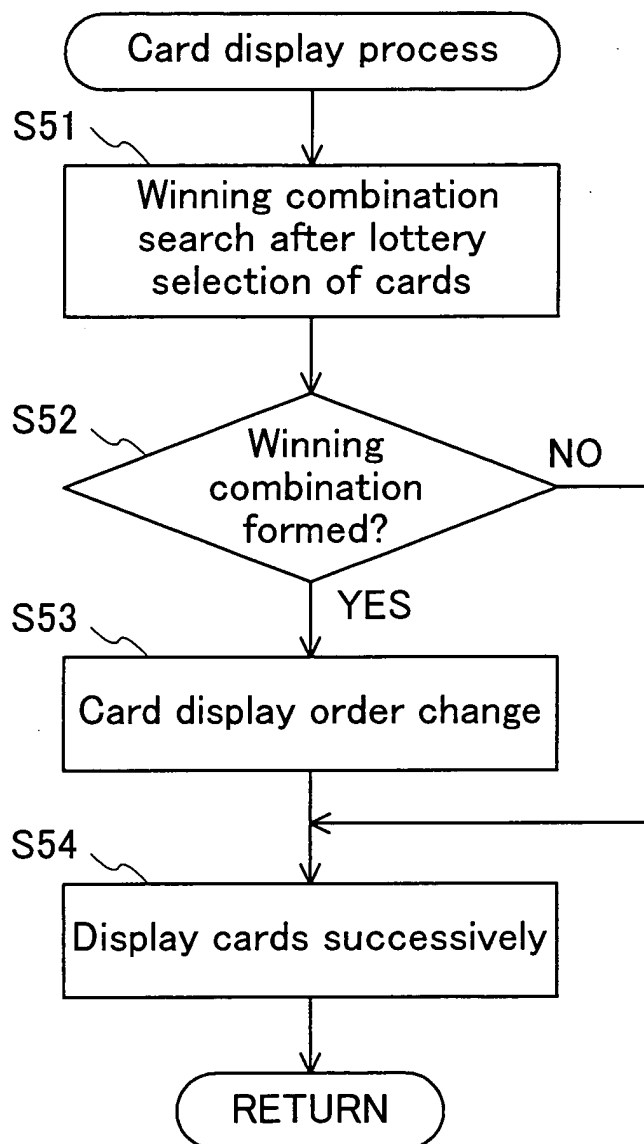 Card display process
S51
Winning combination
search after lottery
selection of cards
S52
Winning
combination
formed?
NO
YES
S53
Card display order change
S54
Display cards successively
RETURN